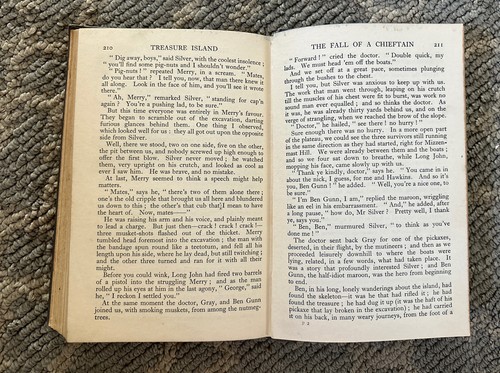 210 TREASURE ISLAND
" Dig away, boys," said Silver, with the coolest insolence ;
" you'll find some pig-nuts and I shouldn't wonder."
" Pig-nuts ! " repeated Merry, in a scream. " Mates,
do you hear that ? I tell you, now, that man there knew it
all along. Look in the face of him, and you'll see it wrote
there."
" Ah, Merry," remarked Silver, " standing for cap'n
again ? You're a pushing lad, to be sure."
But this time everyone was entirely in Merry's favour.
They began to scramble out of the excavation, darting
furious glances behind them. One thing I observed,
which looked well for us : they all got out upon the opposite
side from Silver.
Well, there we stood, two on one side, five on the other,
the pit between us, and nobody screwed up high enough to
offer the first blow. Silver never moved ; he watched
them, very upright on his crutch, and looked as cool as
ever I saw him. He was brave, and no mistake.
At last, Merry seemed to think a speech might help
matters.
" Mates," says he, " there's two of them alone there ;
one's the old cripple that brought us all here and blundered
us down to this ; the other's that cub that I mean to have
the heart of. Now, mates—"
He was raising his arm and his voice, and plainly meant
to lead a charge. But just then—crack ! crack ! crack !—
three musket-shots flashed out of the thicket. Merry
tumbled head foremost into the excavation ; the man with
the bandage spun round like a teetotum, and fell all his
length upon his side, where he lay dead, but still twitching ;
and the other three turned and ran for it with all their
might.
Before you could wink, Long John had fired two barrels
of a pistol into the struggling Merry ; and as the man
rolled up his eyes at him in the last agony, " George," said
he, " I reckon I settled you."
At the same moment the doctor, Gray, and Ben Gunn
joined us, with smoking muskets, from among the nutmeg-
trees.
THE FALL OF A CHIEFTAIN 211
" Forward ! " cried the doctor. " Double quick, my
lads. We must head 'em off the boats."
And we set off at a great pace, sometimes plunging
through the bushes to the chest.
I tell you, but Silver was anxious to keep up with us.
The work that man went through, leaping on his crutch
till the muscles of his chest were fit to burst, was work no
sound man ever equalled ; and so thinks the doctor. As
it was, he was already thirty yards behind us, and on the
verge of strangling, when we reached the brow of the slope.
" Doctor," he hailed, " see there ! no hurry ! "
Sure enough there was no hurry. In a more open part
of the plateau, we could see the three survivors still running
in the same direction as they had started, right for Mizzen-
mast Hill. We were already between them and the boats ;
and so we four sat down to breathe, while Long John,
mopping his face, came slowly up with us.
" Thank ye kindly, doctor," says he. " You came in in
about the nick, I guess, for me and Hawkins. And so it's
you, Ben Gunn ! " he added. " Well, you're a nice one, to
be sure."
" I'm Ben Gunn, I am," replied the maroon, wriggling
like an eel in his embarrassment. " And," he added, after
a long pause, " how do, Mr Silver ? Pretty well, I thank
ye, says you."
" Ben, Ben," murmured Silver, " to think as you've
done me ! "
The doctor sent back Gray for one of the pickaxes,
deserted, in their flight, by the mutineers ; and then as we
proceeded leisurely downhill to where the boats were
lying, related, in a few words, what had taken place. It
was a story that profoundly interested Silver ; and Ben
Gunn, the half-idiot maroon, was the hero from beginning
to end.
Ben, in his long, lonely wanderings about the island, had
found the skeleton—it was he that had rifled it ; he had
found the treasure ; he had dug it up (it was the haft of his
pickaxe that lay broken in the excavation) ; he had carried
it on his back, in many weary journeys, from the foot of a